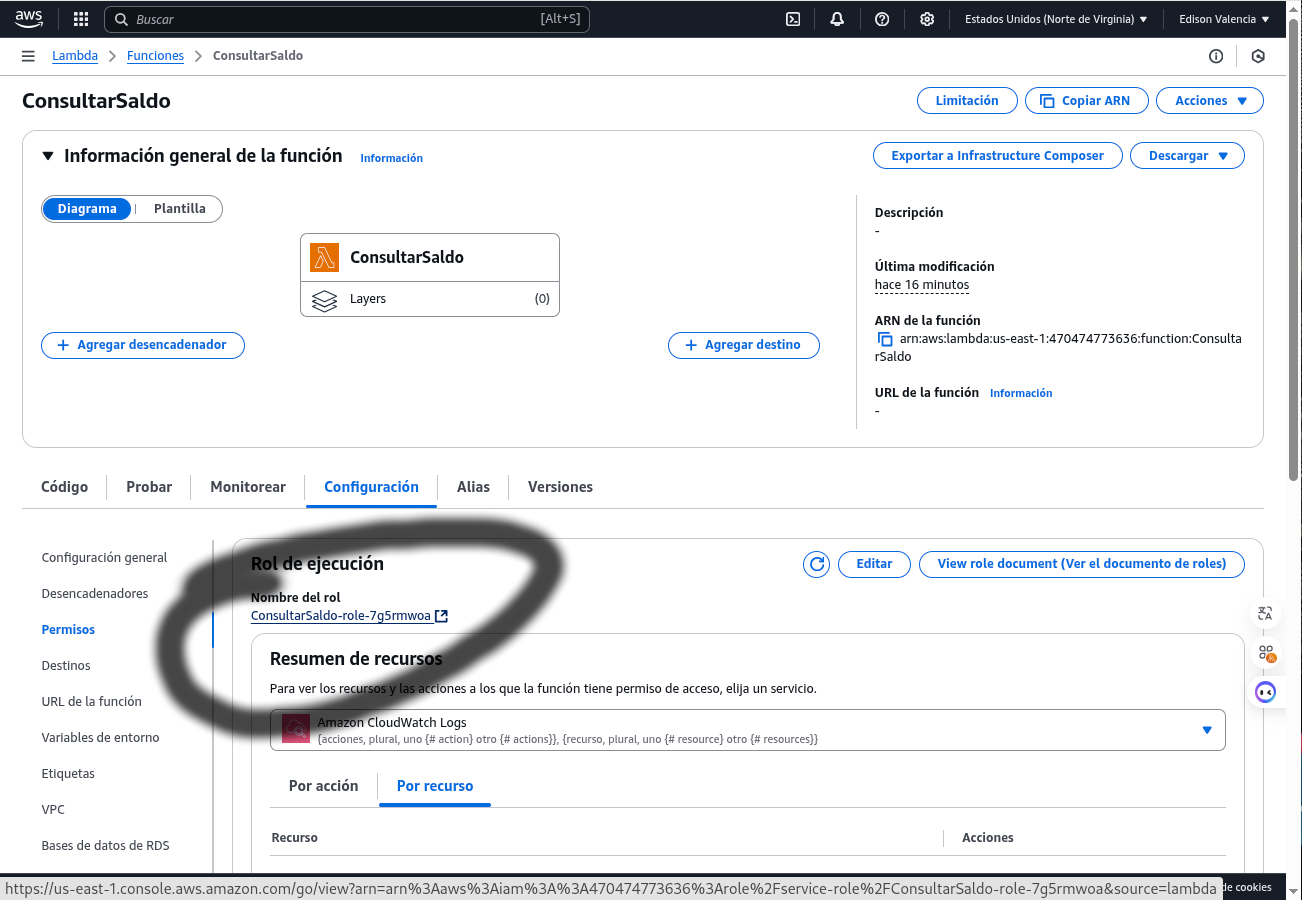 aws
Buscar [Alt+S] Estados Unidos (Norte de Virginia) ▼ Edison Valencia ▼
Lambda > Funciones > ConsultarSaldo
ConsultarSaldo
Limitación Copiar ARN Acciones ▼
▼ Información general de la función Información
Exportar a Infrastructure Composer Descargar ▼
Diagrama | Plantilla
ConsultarSaldo
Layers (0)
+ Agregar desencadenador
+ Agregar destino
Descripción
-
Última modificación
hace 16 minutos
ARN de la función
arn:aws:lambda:us-east-1:470474773636:function:Consulta
rSaldo
URL de la función Información
-
Código Probar Monitorear Configuración Alias Versiones
Configuración general
Desencadenadores
Permisos
Destinos
URL de la función
Variables de entorno
Etiquetas
VPC
Bases de datos de RDS
Rol de ejecución
Editar View role document (Ver el documento de roles)
Nombre del rol
ConsultarSaldo-role-7g5rmwoa
Resumen de recursos
Para ver los recursos y las acciones a los que la función tiene permiso de acceso, elija un servicio.
Amazon CloudWatch Logs
{acciones, plural, uno {# action} otro {# actions}}, {recurso, plural, uno {# resource} otro {# resources}}
Por acción Por recurso
Recurso Acciones
https://us-east-1.console.aws.amazon.com/go/view?arn=arn%3Aaws%3Aiam%3A%3A470474773636%3Arole%2Fservice-role%2FConsultarSaldo-role-7g5rmwoa&source=lambda
de cookies